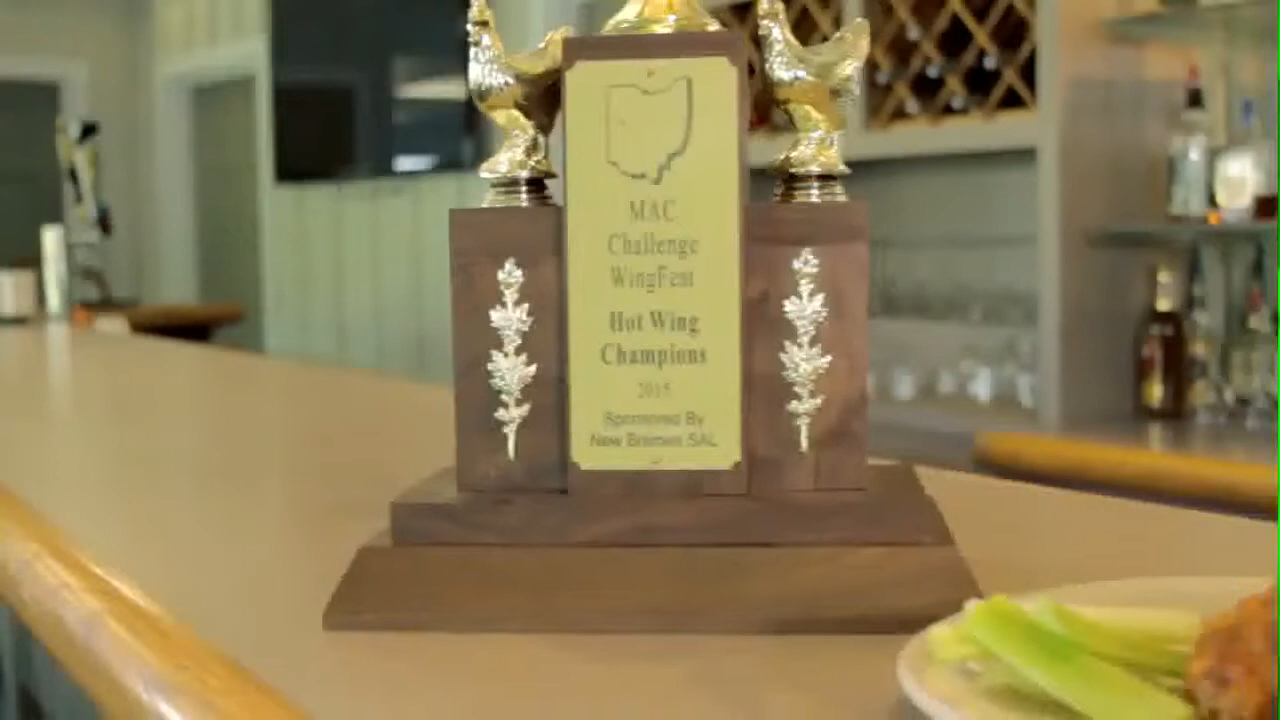 MAC
Challenge
WingFest
Hot Wing
Champions
2015
Sponsored By
New Bremen SAL